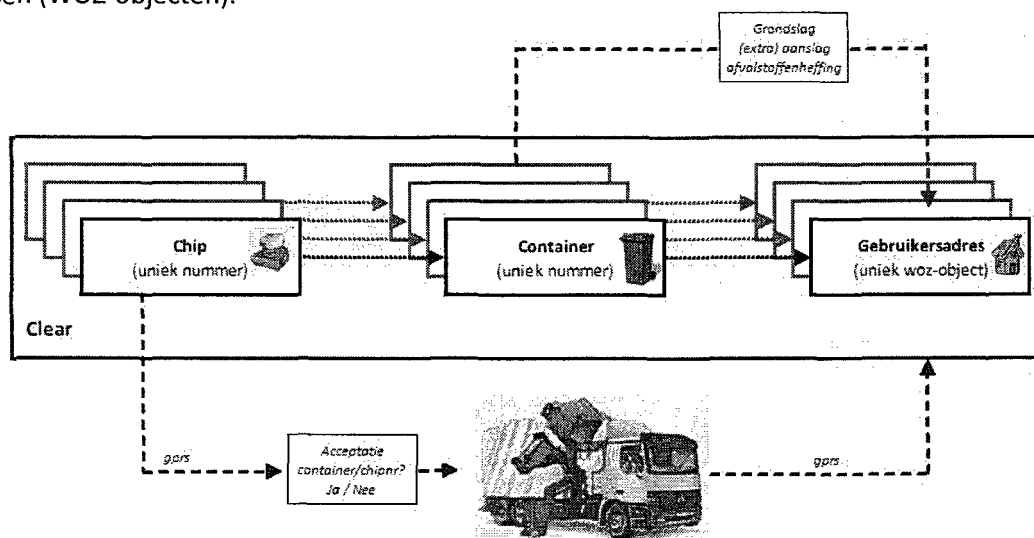 (WOZ-objecten).
Grondslag
(extra) aanslag
afvalstoffenheffing
Chip
(uniek nummer)
Container
(uniek nummer)
Gebruikersadres
(uniek woz-object)
Clear
gprs
Acceptatie
container/chipnr?
Ja / Nee
gprs